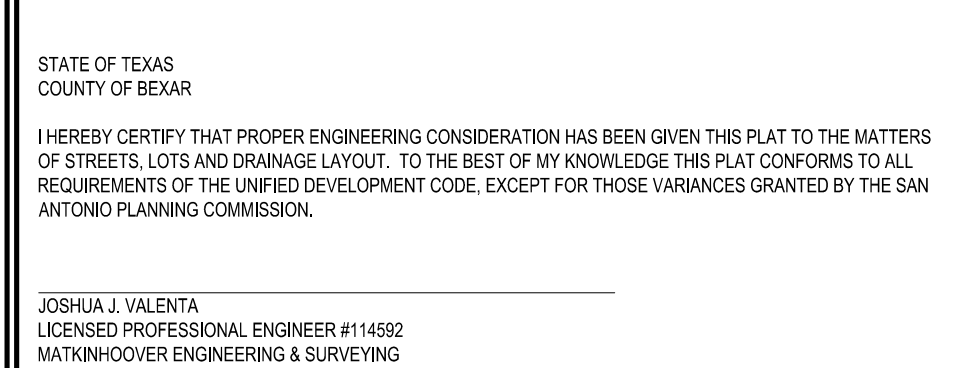 STATE OF TEXAS
COUNTY OF BEXAR
I HEREBY CERTIFY THAT PROPER ENGINEERING CONSIDERATION HAS BEEN GIVEN THIS PLAT TO THE MATTERS
OF STREETS, LOTS AND DRAINAGE LAYOUT. TO THE BEST OF MY KNOWLEDGE THIS PLAT CONFORMS TO ALL
REQUIREMENTS OF THE UNIFIED DEVELOPMENT CODE, EXCEPT FOR THOSE VARIANCES GRANTED BY THE SAN
ANTONIO PLANNING COMMISSION.
JOSHUA J. VALENTA
LICENSED PROFESSIONAL ENGINEER #114592
MATKINHOOVER ENGINEERING & SURVEYING